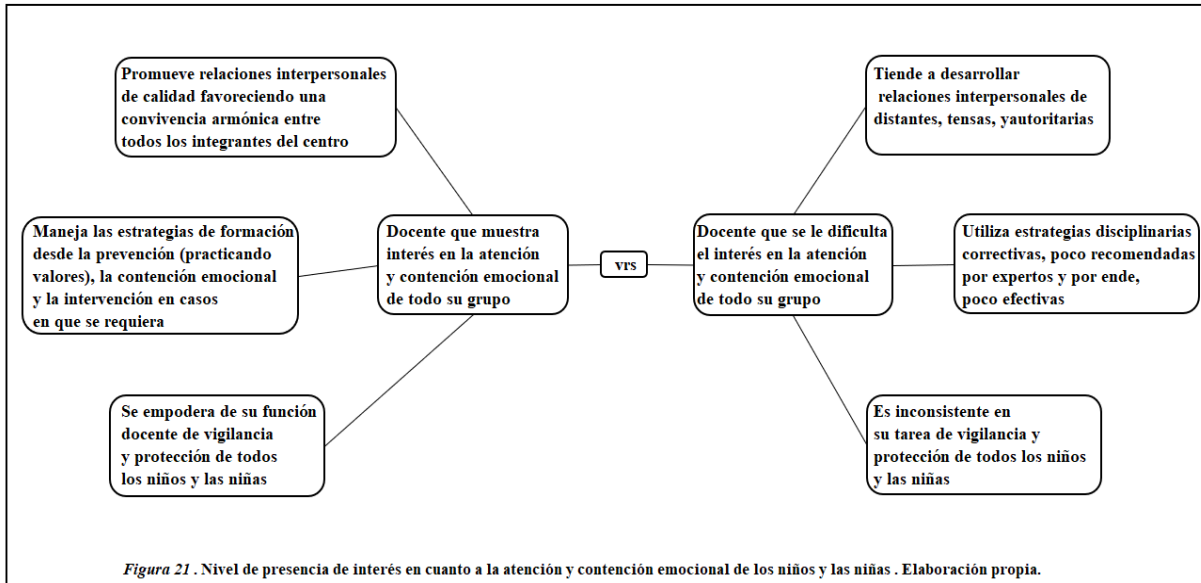 Promueve relaciones interpersonales
de calidad favoreciendo una
convivencia armónica entre
todos los integrantes del centro
Maneja las estrategias de formación
desde la prevención (practicando
valores), la contención emocional
y la intervención en casos
en que se requiera
Se empodera de su función
docente de vigilancia
y protección de todos
los niños y las niñas
Docente que muestra
interés en la atención
y contención emocional
de todo su grupo
vrs
Docente que se le dificulta
el interés en la atención
y contención emocional
de todo su grupo
Tiende a desarrollar
relaciones interpersonales de
distantes, tensas, yautoritarias
Utiliza estrategias disciplinarias
correctivas, poco recomendadas
por expertos y por ende,
poco efectivas
Es inconsistente en
su tarea de vigilancia y
protección de todos los niños
y las niñas
Figura 21 . Nivel de presencia de interés en cuanto a la atención y contención emocional de los niños y las niñas . Elaboración propia.